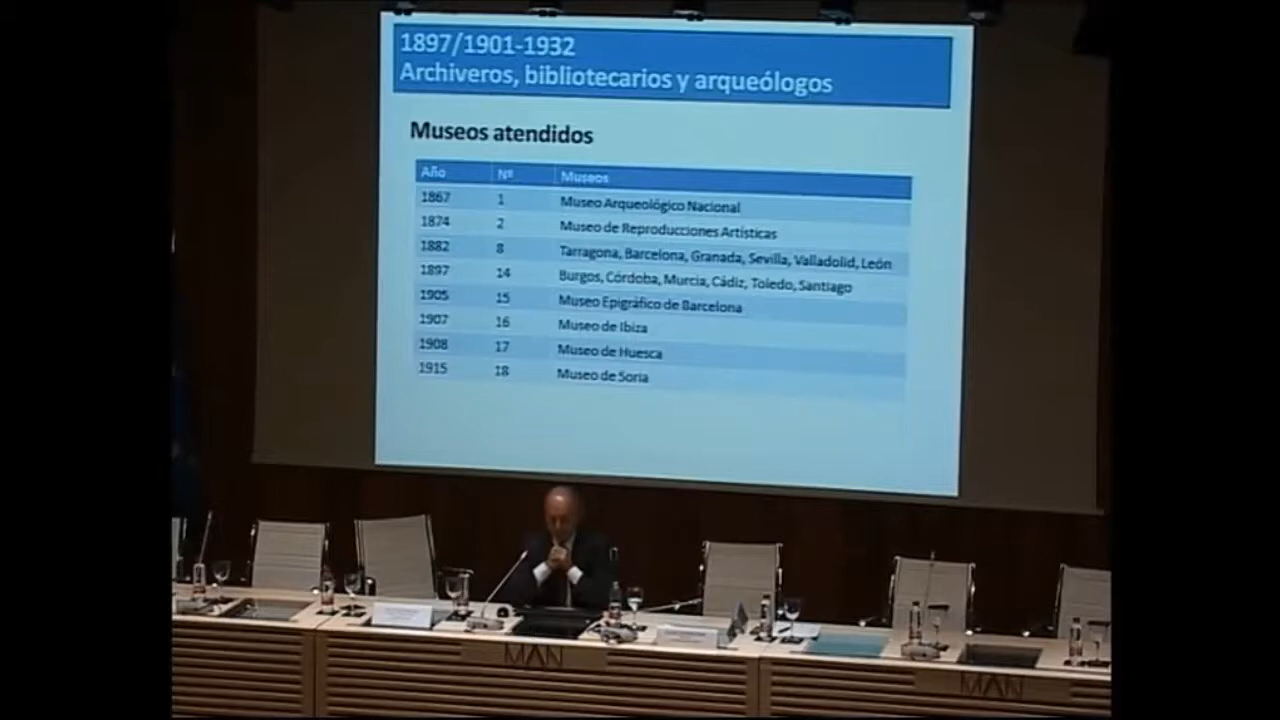 1897/1901-1932
Archiveros, bibliotecarios y arqueólogos
Museos atendidos
Año Nº Museos
1867 1 Museo Arqueológico Nacional
1874 2 Museo de Reproducciones Artísticas
1882 8 Tarragona, Barcelona, Granada, Sevilla, Valladolid, León
1897 14 Burgos, Córdoba, Murcia, Cádiz, Toledo, Santiago
1905 15 Museo Epigráfico de Barcelona
1907 16 Museo de Ibiza
1908 17 Museo de Huesca
1915 18 Museo de Soria
MAN
MAN